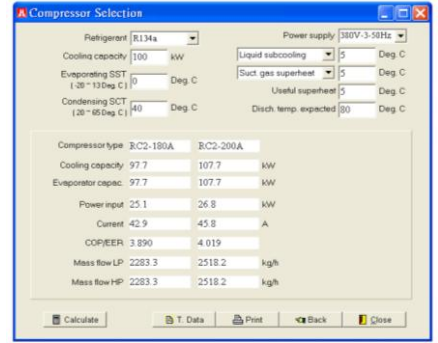 Compressor Selection
Refrigerant R134a
Power supply 380V-3-50Hz
Cooling capacity 100 kW
Liquid subcooling 5 Deg. C
Evaporating SST 0 Deg. C
(-20 ~ 13 Deg. C)
Suct. gas superheat 5 Deg. C
Useful superheat 5 Deg. C
Condensing SCT 40 Deg. C
(20 ~ 65 Deg. C)
Disch. temp. expected 80 Deg. C
Compressor type RC2-180A RC2-200A
Cooling capacity 97.7 107.7 kW
Evaporator capac. 97.7 107.7 kW
Power input 25.1 26.8 kW
Current 42.9 45.8 A
COP/EER 3.890 4.019
Mass flow LP 2283.3 2518.2 kg/h
Mass flow HP 2283.3 2518.2 kg/h
Calculate T. Data Print Back Close